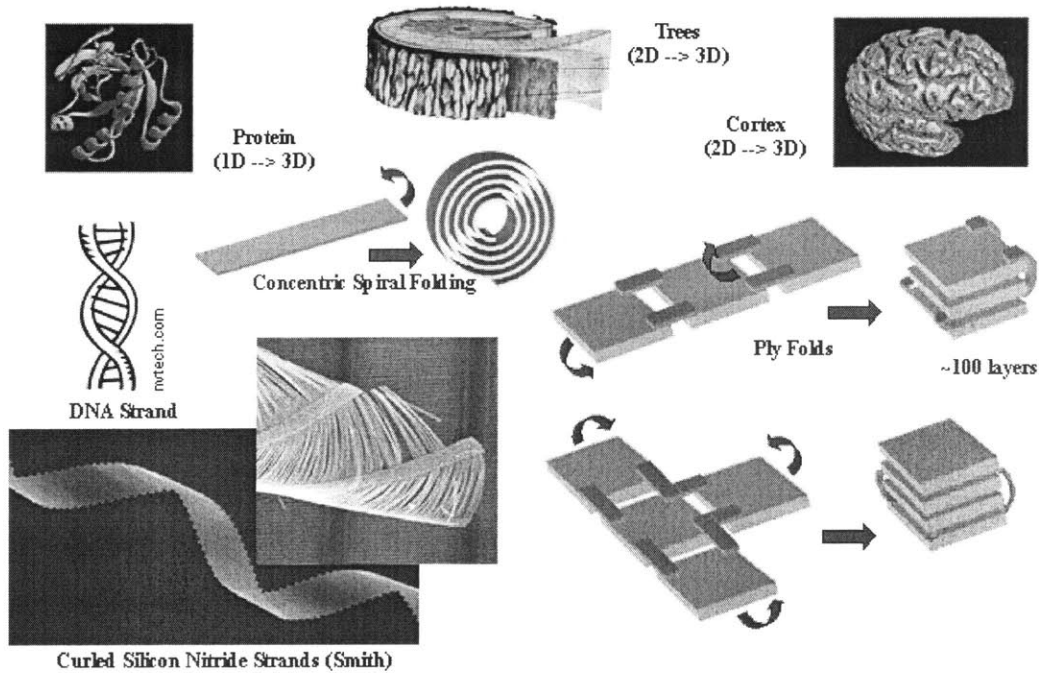 Trees
(2D --> 3D)
Protein
(1D --> 3D)
Cortex
(2D --> 3D)
Concentric Spiral Folding
Ply Folds
~100 layers
nvtech.com
DNA Strand
Curled Silicon Nitride Strands (Smith)